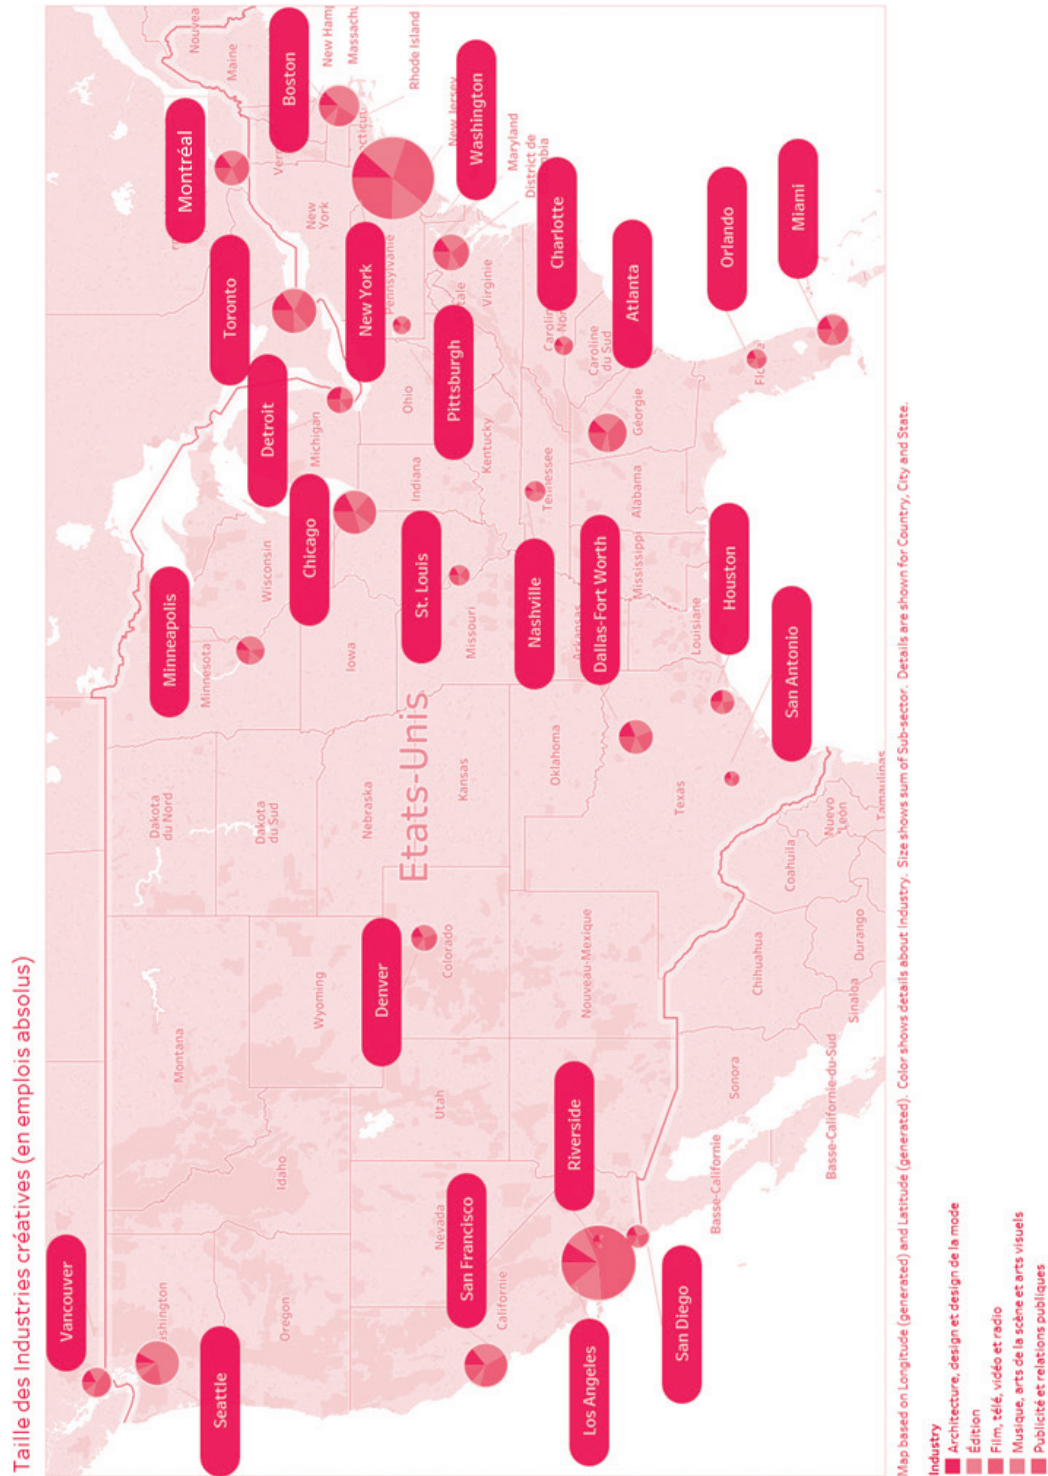 Taille des Industries créatives (en emplois absolus)
Vancouver
Seattle
Washington
Montana
Dakota
du Nord
Minnesota
Minneapolis
Wisconsin
Michigan
Detroit
Toronto
Montréal
Maine
Boston
Rhode Island
New Jersey
Maryland
District de
Washington
New
York
New York
Pennsylvanie
Pittsburgh
Ohio
Indiana
Chicago
Iowa
Dakota
du Sud
Nebraska
Wyoming
Idaho
Oregon
Nevada
Utah
Colorado
Denver
Etats-Unis
Kansas
Missouri
St. Louis
Kentucky
Virginie
Charlotte
Caroline
du Sud
Atlanta
Géorgie
Tennessee
Nashville
Alabama
Mississippi
Arkansas
Dallas-Fort Worth
Oklahoma
Texas
Louisiane
Houston
San Antonio
Orlando
Miami
Nouveau-Mexique
Riverside
San Francisco
Californie
Los Angeles
San Diego
Basse-Californie
Basse-Californie-du-Sud
Sonora
Chihuahua
Coahuila
Nuevo
León
Tamaulipas
Durango
Sinaloa
Map based on Longitude (generated) and Latitude (generated). Color shows details about Industry. Size shows sum of Sub-sector. Details are shown for Country, City and State.
Industry
Architecture, design et design de la mode
Édition
Film, télé, vidéo et radio
Musique, arts de la scène et arts visuels
Publicité et relations publiques